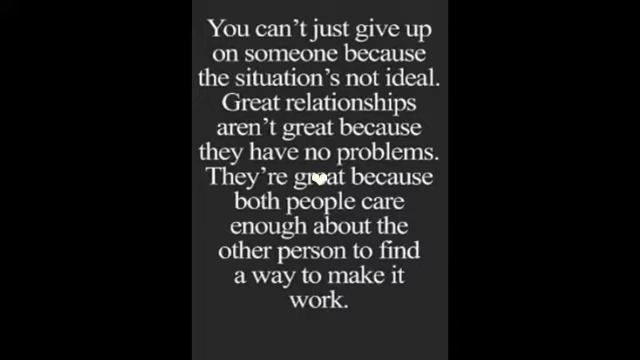 You can't just give up
on someone because
the situation's not ideal.
Great relationships
aren't great because
they have no problems.
They're great because
both people care
enough about the
other person to find
a way to make it
work.